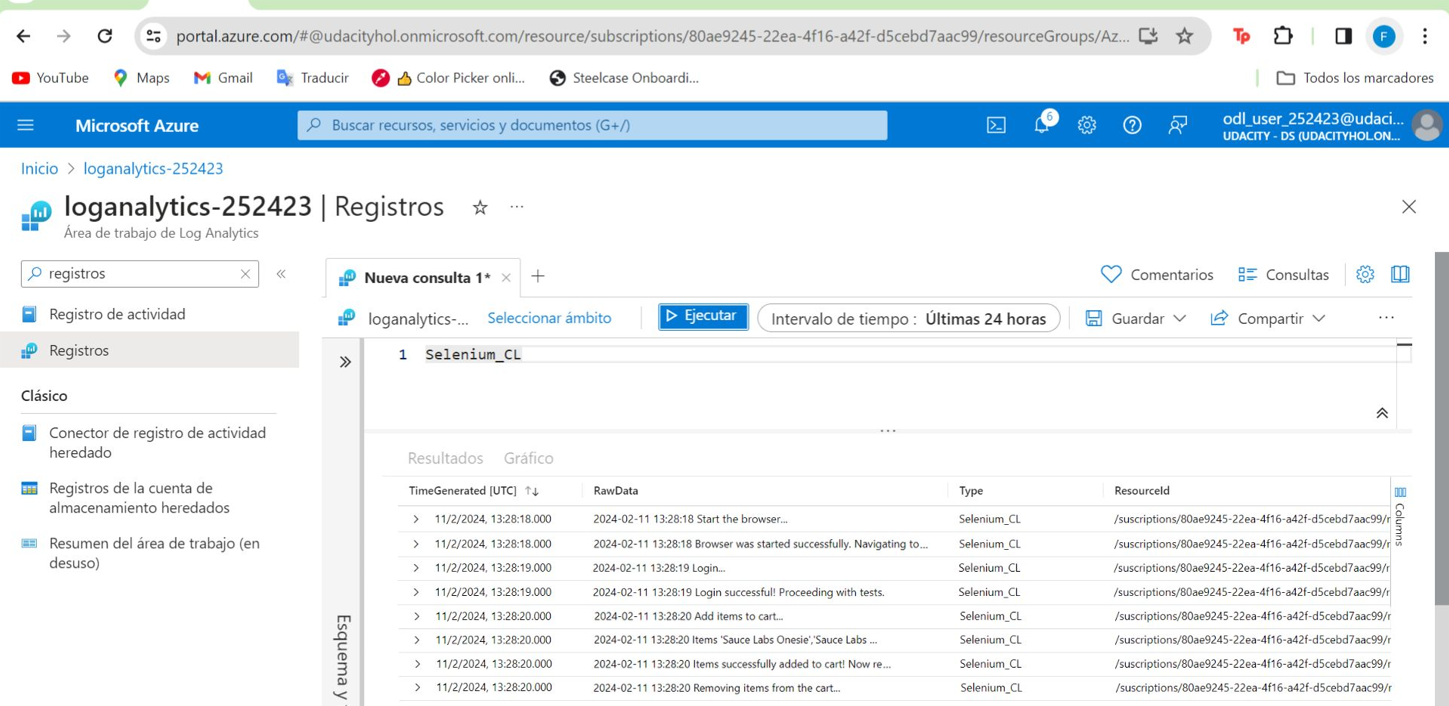 portal.azure.com/#@udacityhol.onmicrosoft.com/resource/subscriptions/80ae9245-22ea-4f16-a42f-d5cebd7aac99/resourceGroups/Az...
Tp
F
YouTube Maps Gmail Traducir Color Picker onli... Steelcase Onboardi... Todos los marcadores
Microsoft Azure
Buscar recursos, servicios y documentos (G+/)
6
odl_user_252423@udaci...
UDACITY - DS (UDACITYHOL.ON...
Inicio > loganalytics-252423
loganalytics-252423 | Registros ...
Área de trabajo de Log Analytics
registros
Registro de actividad
Registros
Clásico
Conector de registro de actividad
heredado
Registros de la cuenta de
almacenamiento heredados
Resumen del área de trabajo (en
desuso)
Nueva consulta 1*
Comentarios Consultas
loganalytics-... Seleccionar ámbito Ejecutar Intervalo de tiempo : Últimas 24 horas Guardar Compartir ...
1 Selenium_CL
Esquema y
Resultados Gráfico
TimeGenerated [UTC] RawData Type ResourceId
11/2/2024, 13:28:18.000 2024-02-11 13:28:18 Start the browser... Selenium_CL /suscriptions/80ae9245-22ea-4f16-a42f-d5cebd7aac99/r
11/2/2024, 13:28:18.000 2024-02-11 13:28:18 Browser was started successfully. Navigating to... Selenium_CL /suscriptions/80ae9245-22ea-4f16-a42f-d5cebd7aac99/r
11/2/2024, 13:28:19.000 2024-02-11 13:28:19 Login... Selenium_CL /suscriptions/80ae9245-22ea-4f16-a42f-d5cebd7aac99/r
11/2/2024, 13:28:19.000 2024-02-11 13:28:19 Login successful! Proceeding with tests. Selenium_CL /suscriptions/80ae9245-22ea-4f16-a42f-d5cebd7aac99/r
11/2/2024, 13:28:20.000 2024-02-11 13:28:20 Add items to cart... Selenium_CL /suscriptions/80ae9245-22ea-4f16-a42f-d5cebd7aac99/r
11/2/2024, 13:28:20.000 2024-02-11 13:28:20 Items 'Sauce Labs Onesie','Sauce Labs ... Selenium_CL /suscriptions/80ae9245-22ea-4f16-a42f-d5cebd7aac99/r
11/2/2024, 13:28:20.000 2024-02-11 13:28:20 Items successfully added to cart! Now re... Selenium_CL /suscriptions/80ae9245-22ea-4f16-a42f-d5cebd7aac99/r
11/2/2024, 13:28:20.000 2024-02-11 13:28:20 Removing items from the cart... Selenium_CL /suscriptions/80ae9245-22ea-4f16-a42f-d5cebd7aac99/r
Columns